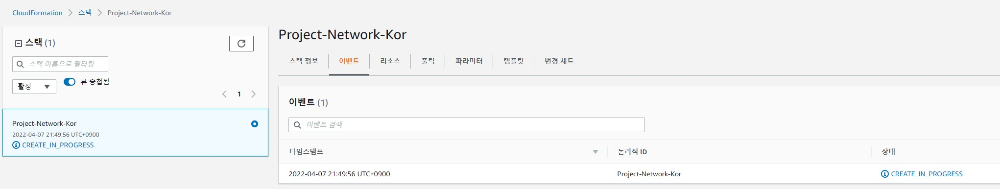 CloudFormation > 스택 > Project-Network-Kor
스택 (1)
스택 이름으로 필터링
활성
뷰 중첩됨
1
Project-Network-Kor
2022-04-07 21:49:56 UTC+0900
CREATE_IN_PROGRESS
Project-Network-Kor
스택 정보 이벤트 리소스 출력 파라미터 템플릿 변경 세트
이벤트 (1)
이벤트 검색
타임스탬프 논리적 ID 상태
2022-04-07 21:49:56 UTC+0900 Project-Network-Kor CREATE_IN_PROGRESS